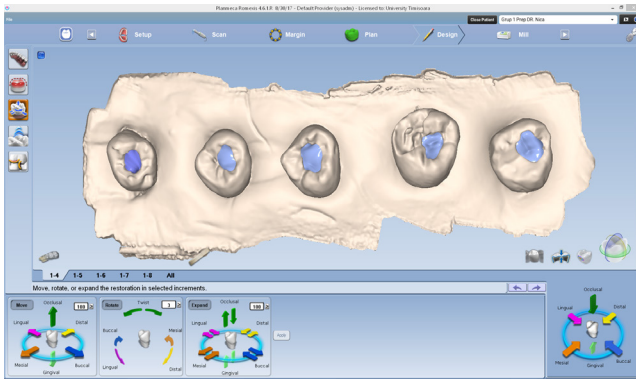 Planmeca Romexis 4.6.1.R 8/30/17 - Default Provider (sysadm) - Licensed to: University Timisoara
File
Close Patient
Grup 1 Prep DR. Nica
Setup
Scan
Margin
Plan
Design
Mill
1-4
1-5
1-6
1-7
1-8
All
Move, rotate, or expand the restoration in selected increments.
Move
Occlusal
100
Lingual
Distal
Mesial
Buccal
Gingival
Rotate
Twist
3
Buccal
Mesial
Lingual
Distal
Expand
Occlusal
100
Lingual
Distal
Mesial
Buccal
Gingival
Occlusal
Lingual
Distal
Mesial
Buccal
Gingival